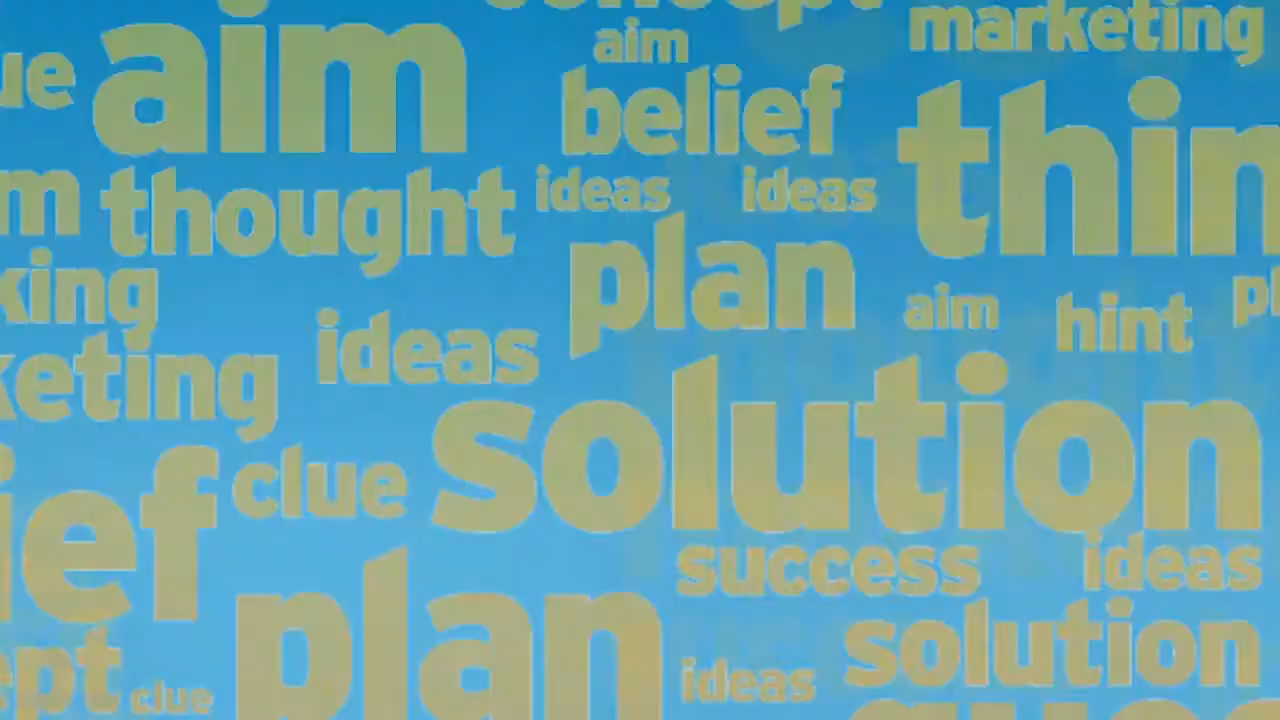 concept
marketing
aim
aim
belief
thought
ideas
ideas
plan
aim
hint
ideas
keting
solution
clue
success
ideas
plan
solution
ideas
clue